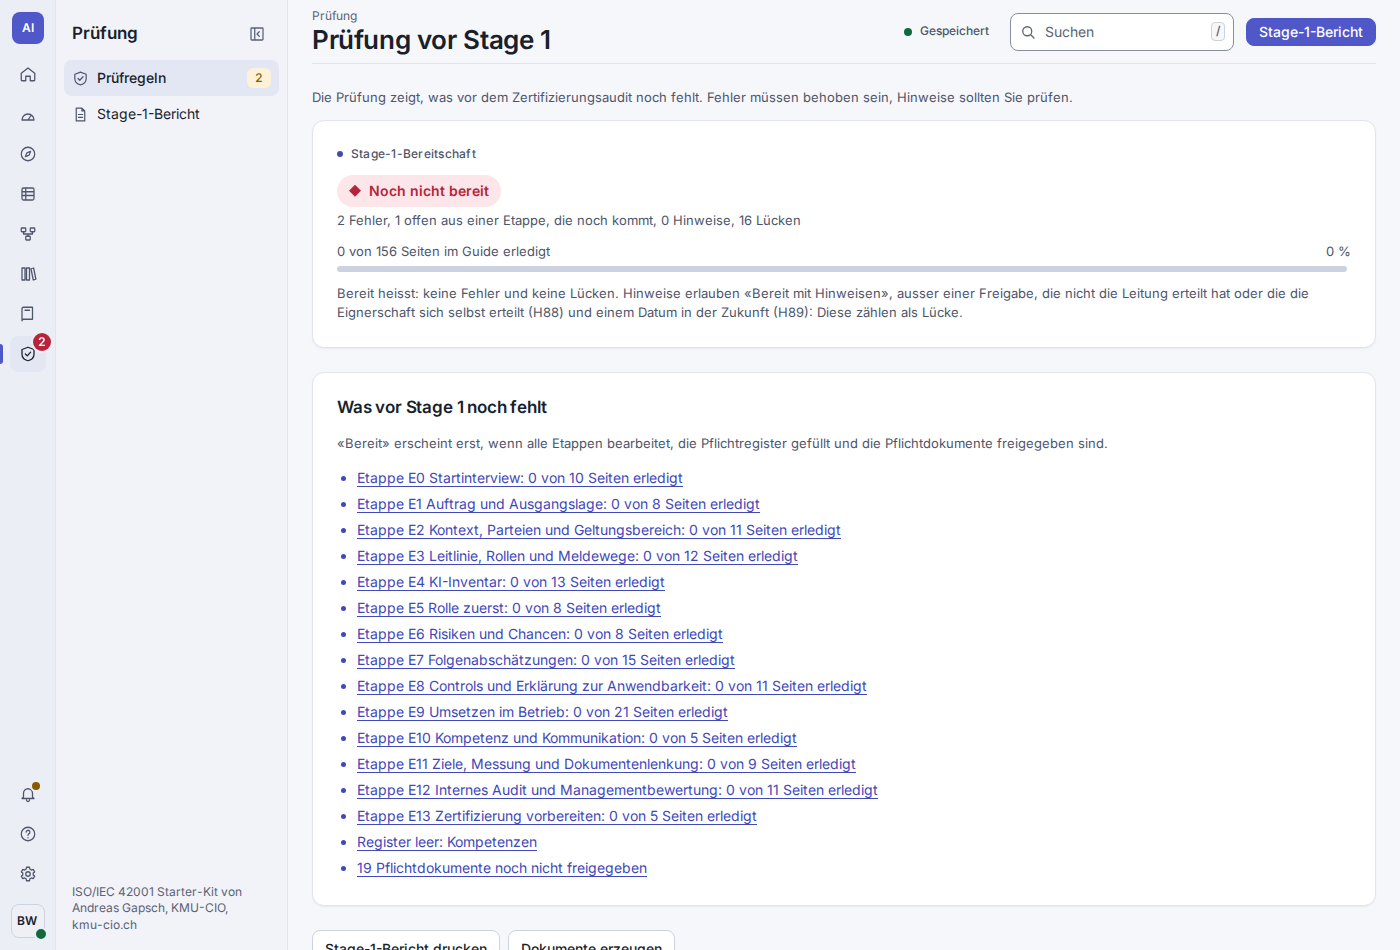 AI
2
BW
Prüfung
Prüfregeln
2
Stage-1-Bericht
ISO/IEC 42001 Starter-Kit von
Andreas Gapsch, KMU-CIO,
kmu-cio.ch
Prüfung
Prüfung vor Stage 1
Gespeichert
Suchen
/
Stage-1-Bericht
Die Prüfung zeigt, was vor dem Zertifizierungsaudit noch fehlt. Fehler müssen behoben sein, Hinweise sollten Sie prüfen.
Stage-1-Bereitschaft
Noch nicht bereit
2 Fehler, 1 offen aus einer Etappe, die noch kommt, 0 Hinweise, 16 Lücken
0 von 156 Seiten im Guide erledigt
0 %
Bereit heisst: keine Fehler und keine Lücken. Hinweise erlauben «Bereit mit Hinweisen», ausser einer Freigabe, die nicht die Leitung erteilt hat oder die die
Eignerschaft sich selbst erteilt (H88) und einem Datum in der Zukunft (H89): Diese zählen als Lücke.
Was vor Stage 1 noch fehlt
«Bereit» erscheint erst, wenn alle Etappen bearbeitet, die Pflichtregister gefüllt und die Pflichtdokumente freigegeben sind.
Etappe E0 Startinterview: 0 von 10 Seiten erledigt
Etappe E1 Auftrag und Ausgangslage: 0 von 8 Seiten erledigt
Etappe E2 Kontext, Parteien und Geltungsbereich: 0 von 11 Seiten erledigt
Etappe E3 Leitlinie, Rollen und Meldewege: 0 von 12 Seiten erledigt
Etappe E4 KI-Inventar: 0 von 13 Seiten erledigt
Etappe E5 Rolle zuerst: 0 von 8 Seiten erledigt
Etappe E6 Risiken und Chancen: 0 von 8 Seiten erledigt
Etappe E7 Folgenabschätzungen: 0 von 15 Seiten erledigt
Etappe E8 Controls und Erklärung zur Anwendbarkeit: 0 von 11 Seiten erledigt
Etappe E9 Umsetzen im Betrieb: 0 von 21 Seiten erledigt
Etappe E10 Kompetenz und Kommunikation: 0 von 5 Seiten erledigt
Etappe E11 Ziele, Messung und Dokumentenlenkung: 0 von 9 Seiten erledigt
Etappe E12 Internes Audit und Managementbewertung: 0 von 11 Seiten erledigt
Etappe E13 Zertifizierung vorbereiten: 0 von 5 Seiten erledigt
Register leer: Kompetenzen
19 Pflichtdokumente noch nicht freigegeben
Stage-1-Bericht drucken
Dokumente erzeugen